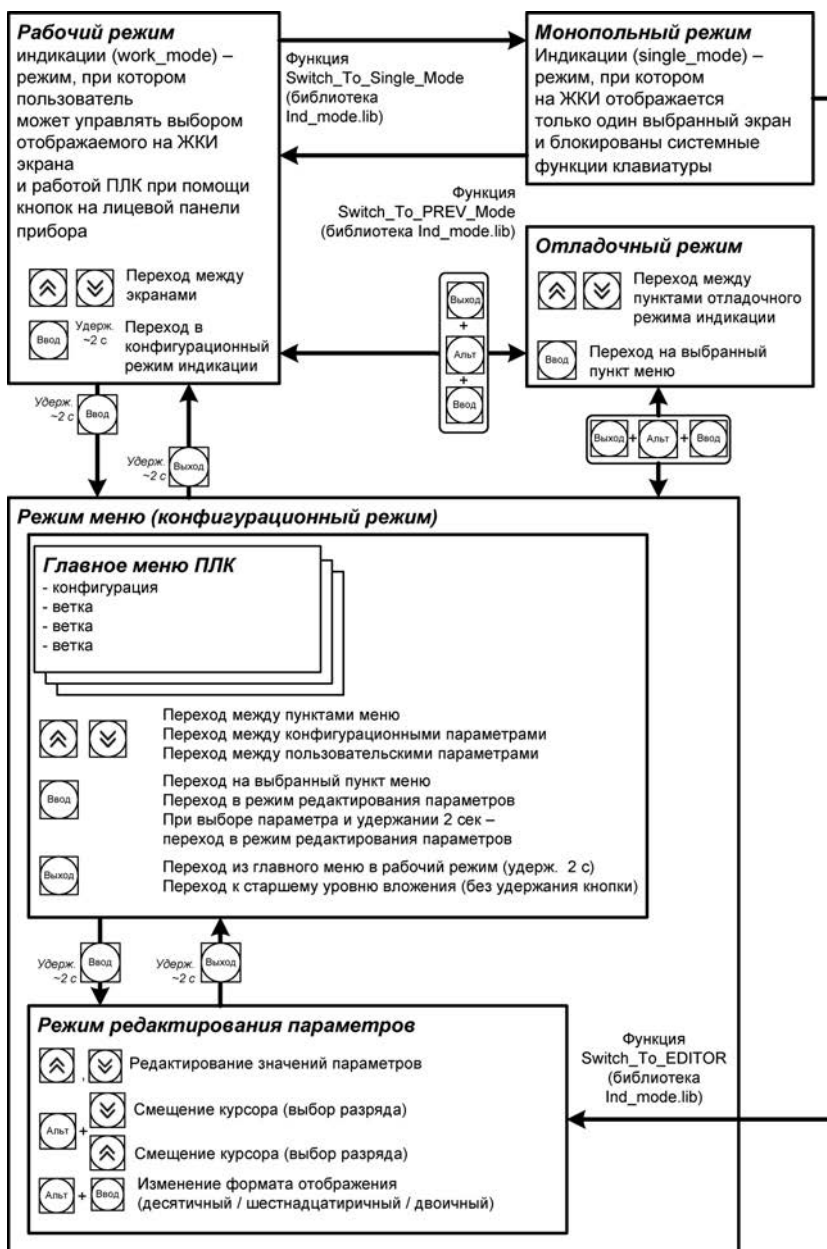 Рабочий режим
индикации (work_mode) –
режим, при котором
пользователь
может управлять выбором
отображаемого на ЖКИ
экрана
и работой ПЛК при помощи
кнопок на лицевой панели
прибора
Переход между
экранами
Ввод
Удерж.
~2 с
Переход в
конфигурационный
режим индикации
Функция
Switch_To_Single_Mode
(библиотека
Ind_mode.lib)
Монопольный режим
Индикации (single_mode) –
режим, при котором
на ЖКИ отображается
только один выбранный экран
и блокированы системные
функции клавиатуры
Функция
Switch_To_PREV_Mode
(библиотека Ind_mode.lib)
Выход
+
Альт
+
Ввод
Отладочный режим
Переход между
пунктами отладочного
режима индикации
Ввод
Переход на выбранный
пункт меню
Удерж.
~2 с
Ввод
Удерж.
~2 с
Выход
Выход + Альт + Ввод
Режим меню (конфигурационный режим)
Главное меню ПЛК
- конфигурация
- ветка
- ветка
- ветка
Переход между пунктами меню
Переход между конфигурационными параметрами
Переход между пользовательскими параметрами
Ввод
Переход на выбранный пункт меню
Переход в режим редактирования параметров
При выборе параметра и удержании 2 сек –
переход в режим редактирования параметров
Выход
Переход из главного меню в рабочий режим (удерж. 2 с)
Переход к старшему уровню вложения (без удержания кнопки)
Удерж.
~2 с
Ввод
Удерж.
~2 с
Выход
Режим редактирования параметров
, Редактирование значений параметров
Альт +
Смещение курсора (выбор разряда)
Смещение курсора (выбор разряда)
Альт + Ввод
Изменение формата отображения
(десятичный / шестнадцатиричный / двоичный)
Функция
Switch_To_EDITOR
(библиотека
Ind_mode.lib)